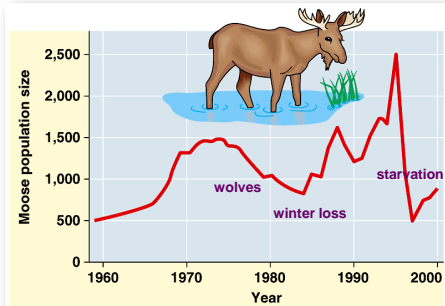 Moose population size
2,500
2,000
1,500
1,000
500
0
wolves
winter loss
starvation
1960
1970
1980
1990
2000
Year